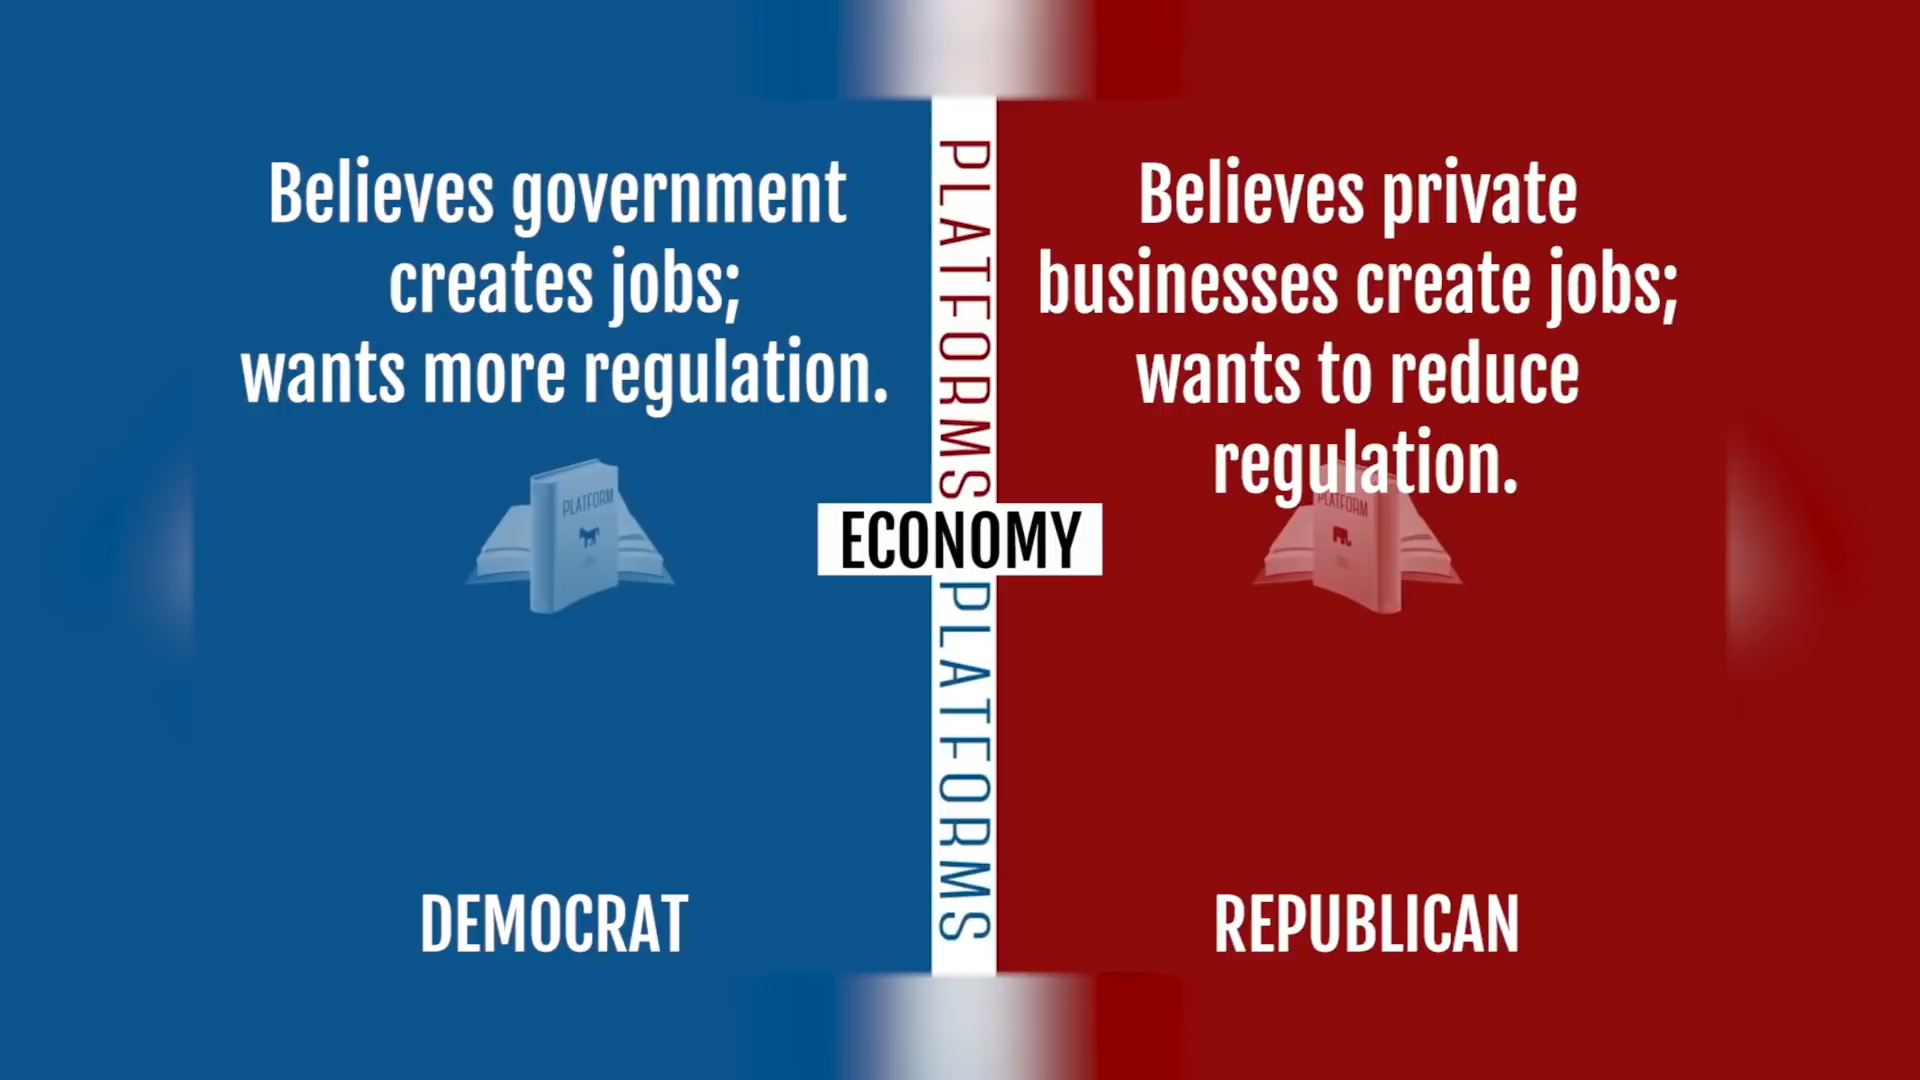 Believes government
creates jobs;
wants more regulation.
PLATFORM
DEMOCRAT
PLATFORMS
ECONOMY
PLATFORMS
Believes private
businesses create jobs;
wants to reduce
regulation.
PLATFORM
REPUBLICAN